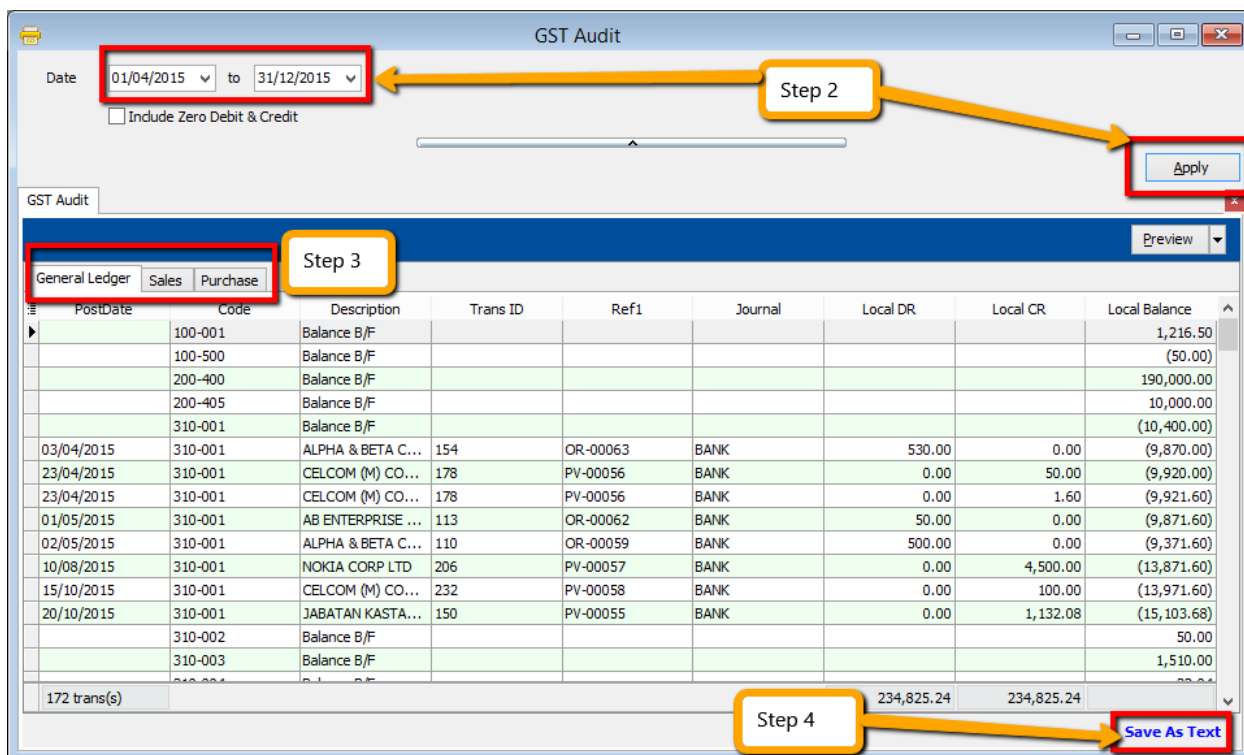 GST Audit
Date 01/04/2015 to 31/12/2015
Step 2
Include Zero Debit & Credit
Apply
GST Audit
Preview
Step 3
General Ledger Sales Purchase
PostDate Code Description Trans ID Ref1 Journal Local DR Local CR Local Balance
100-001 Balance B/F 1,216.50
100-500 Balance B/F (50.00)
200-400 Balance B/F 190,000.00
200-405 Balance B/F 10,000.00
310-001 Balance B/F (10,400.00)
03/04/2015 310-001 ALPHA & BETA C... 154 OR-00063 BANK 530.00 0.00 (9,870.00)
23/04/2015 310-001 CELCOM (M) CO... 178 PV-00056 BANK 0.00 50.00 (9,920.00)
23/04/2015 310-001 CELCOM (M) CO... 178 PV-00056 BANK 0.00 1.60 (9,921.60)
01/05/2015 310-001 AB ENTERPRISE ... 113 OR-00062 BANK 50.00 0.00 (9,871.60)
02/05/2015 310-001 ALPHA & BETA C... 110 OR-00059 BANK 500.00 0.00 (9,371.60)
10/08/2015 310-001 NOKIA CORP LTD 206 PV-00057 BANK 0.00 4,500.00 (13,871.60)
15/10/2015 310-001 CELCOM (M) CO... 232 PV-00058 BANK 0.00 100.00 (13,971.60)
20/10/2015 310-001 JABATAN KASTA... 150 PV-00055 BANK 0.00 1,132.08 (15,103.68)
310-002 Balance B/F 50.00
310-003 Balance B/F 1,510.00
172 trans(s) 234,825.24 234,825.24
Step 4
Save As Text